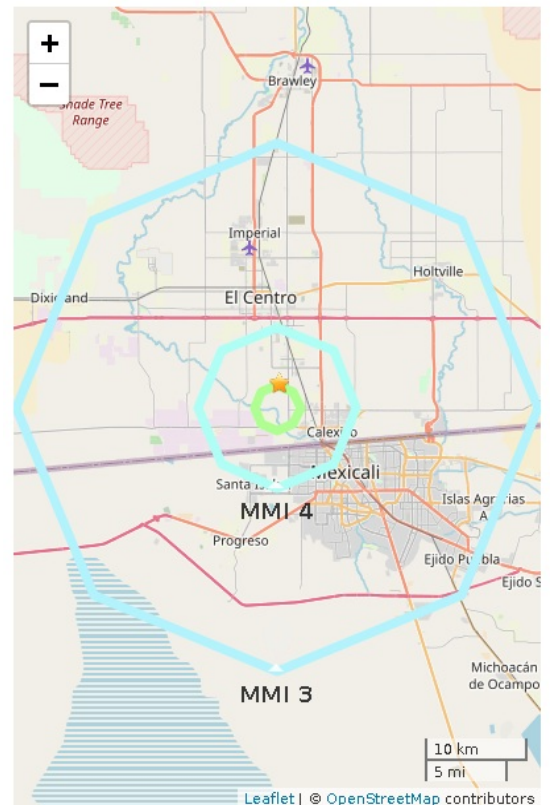 +
−
Shade Tree
Range
Brawley
Imperial
Holtville
Dixieland
El Centro
Calexico
Mexicali
Islas Agrarias
A
MMI 4
Progreso
Ejido Puebla
Ejido S
Michoacán
de Ocampo
MMI 3
10 km
5 mi
Leaflet | © OpenStreetMap contributors